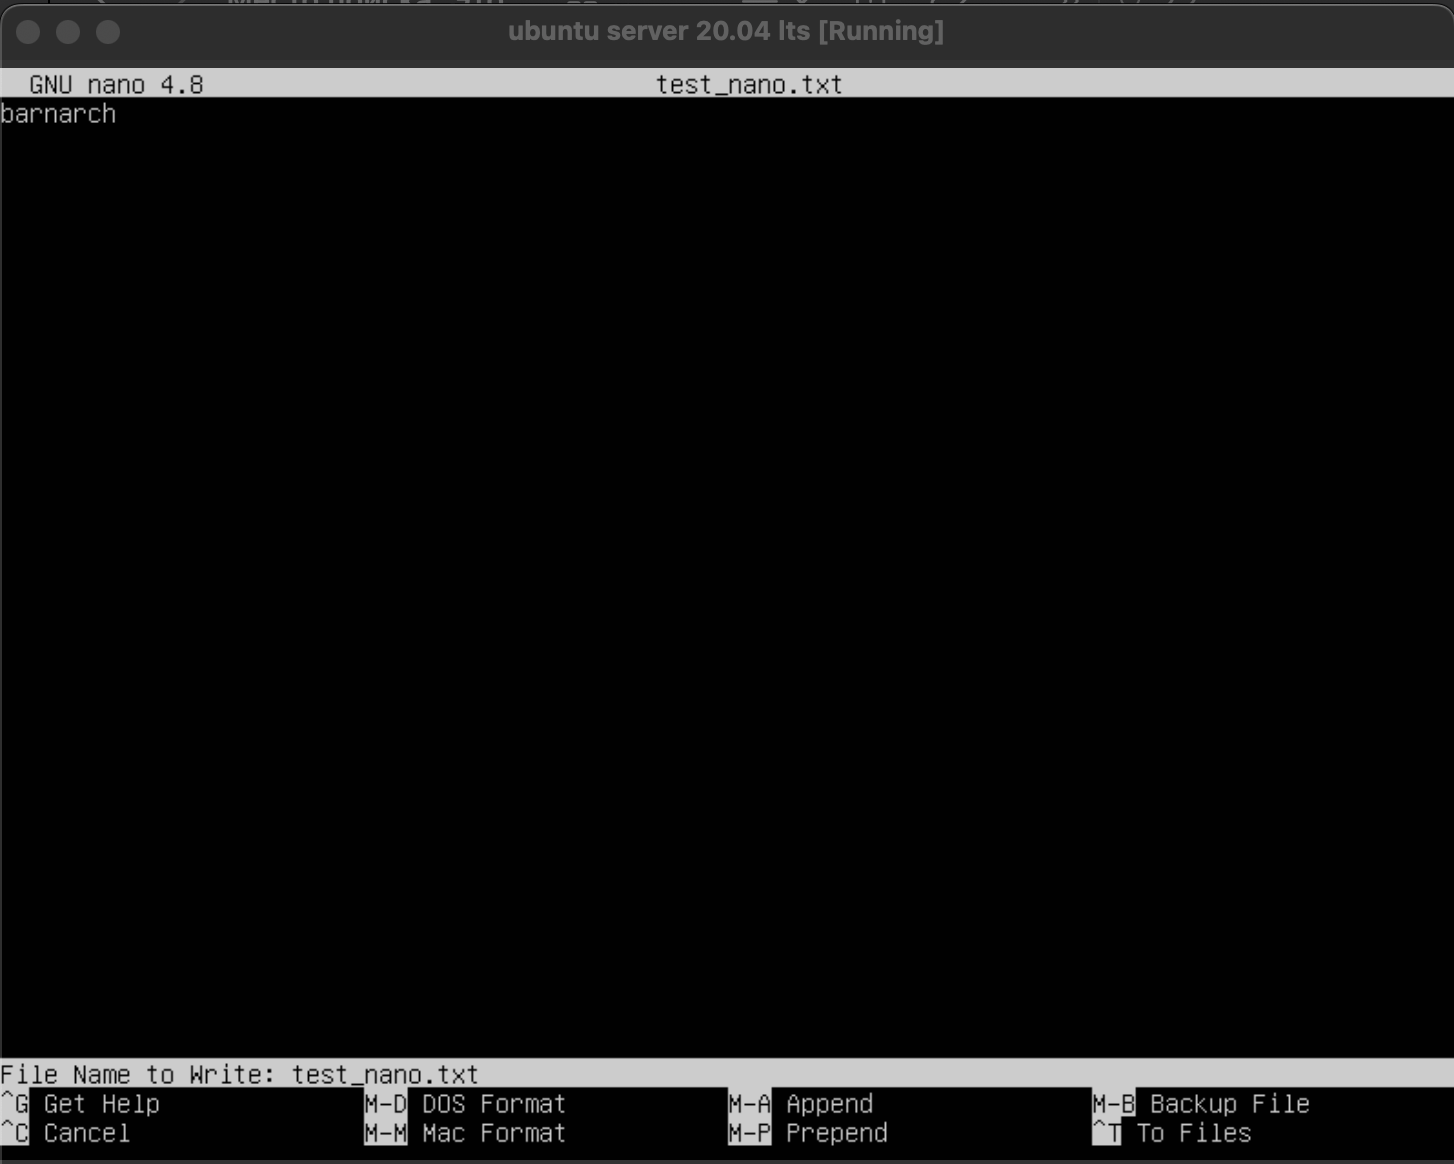 ubuntu server 20.04 lts [Running]
GNU nano 4.8 test_nano.txt
barnarch
File Name to Write: test_nano.txt
^G Get Help M-D DOS Format M-A Append M-B Backup File
^C Cancel M-M Mac Format M-P Prepend ^T To Files